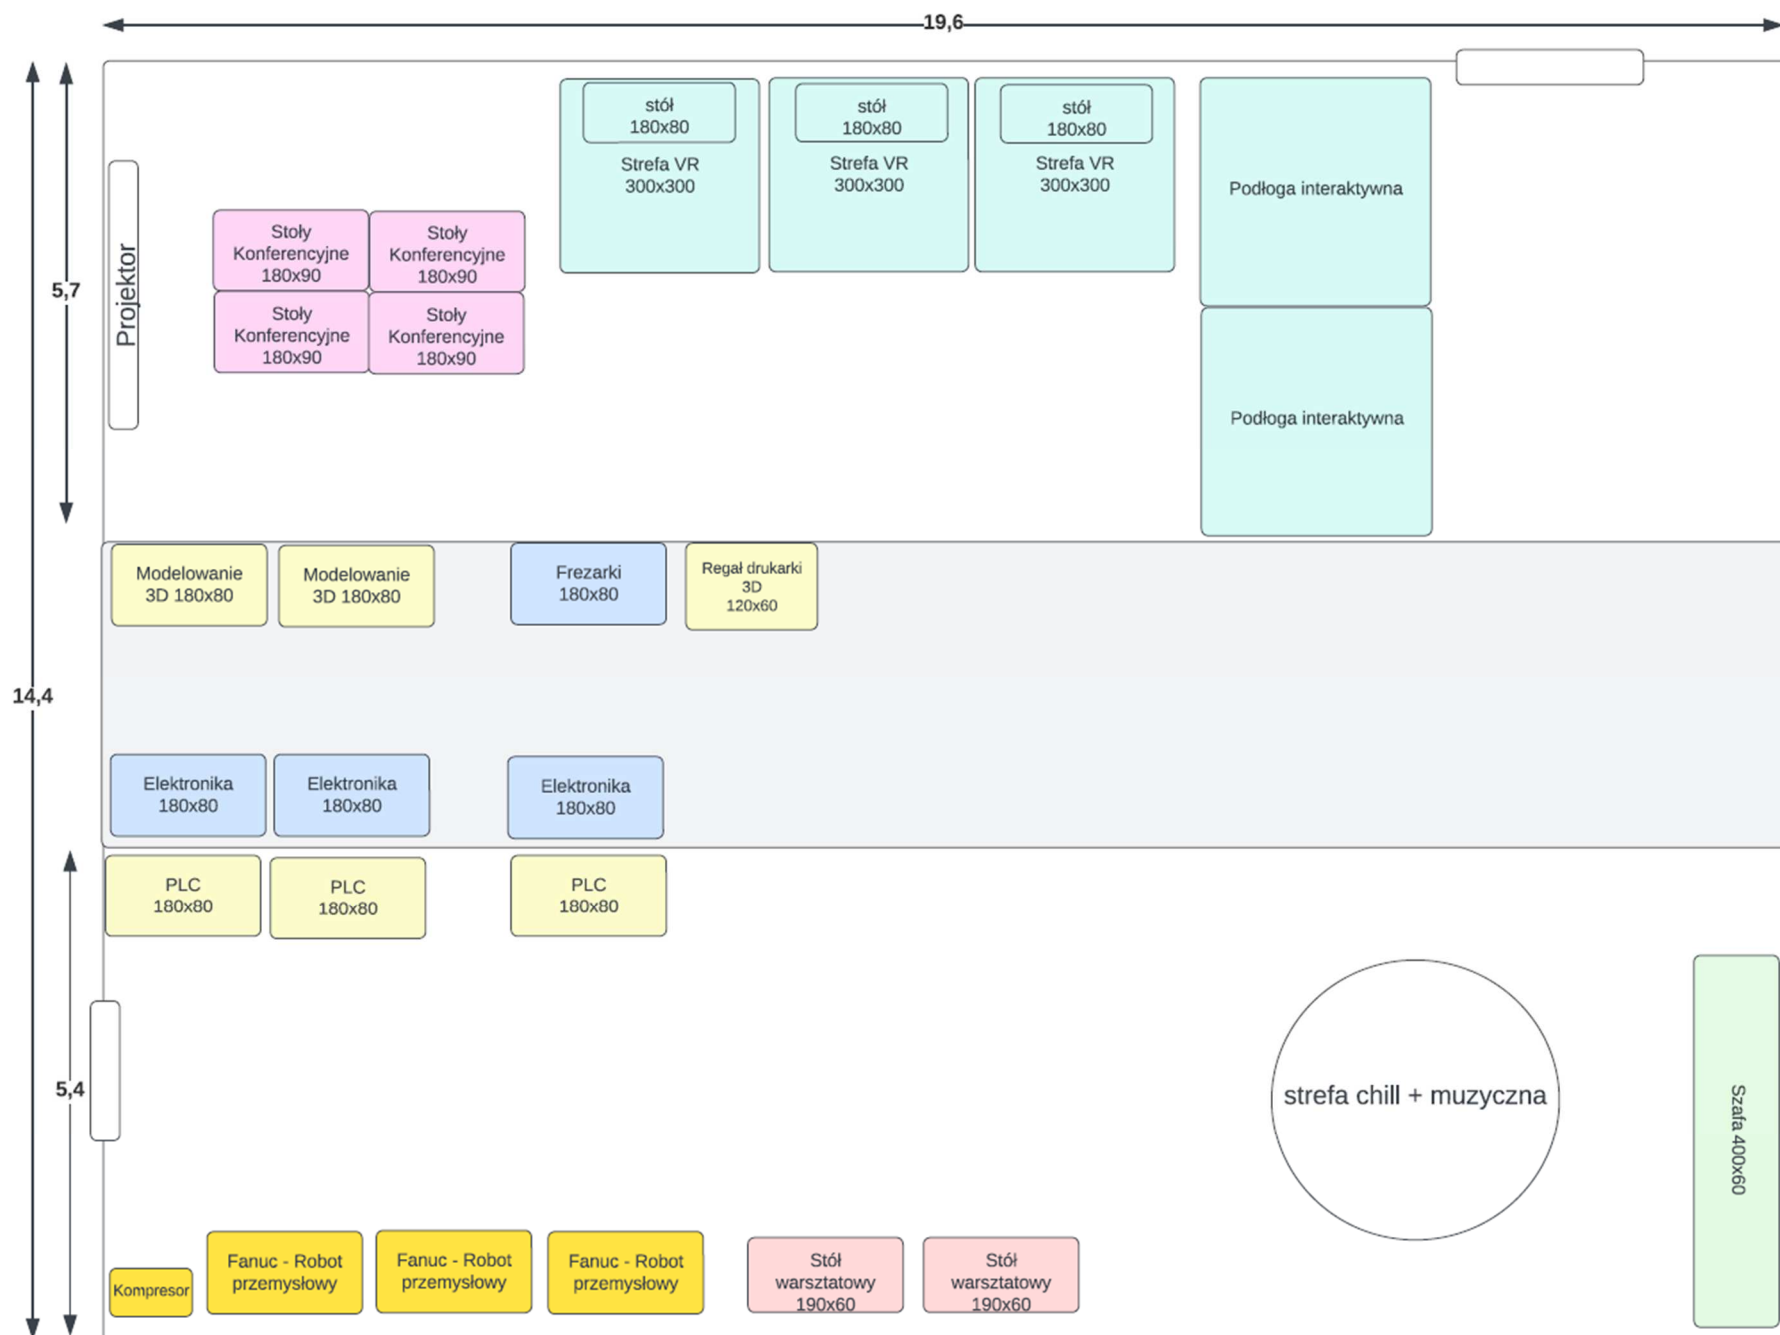 19,6
stół
180x80
Strefa VR
300x300
stół
180x80
Strefa VR
300x300
stół
180x80
Strefa VR
300x300
Podłoga interaktywna
Projektor
5,7
Stoły
Konferencyjne
180x90
Stoły
Konferencyjne
180x90
Stoły
Konferencyjne
180x90
Stoły
Konferencyjne
180x90
Podłoga interaktywna
Modelowanie
3D 180x80
Modelowanie
3D 180x80
Frezarki
180x80
Regał drukarki
3D
120x60
14,4
Elektronika
180x80
Elektronika
180x80
Elektronika
180x80
PLC
180x80
PLC
180x80
PLC
180x80
5,4
strefa chill + muzyczna
Szafa 400x60
Kompresor
Fanuc - Robot
przemysłowy
Fanuc - Robot
przemysłowy
Fanuc - Robot
przemysłowy
Stół
warsztatowy
190x60
Stół
warsztatowy
190x60